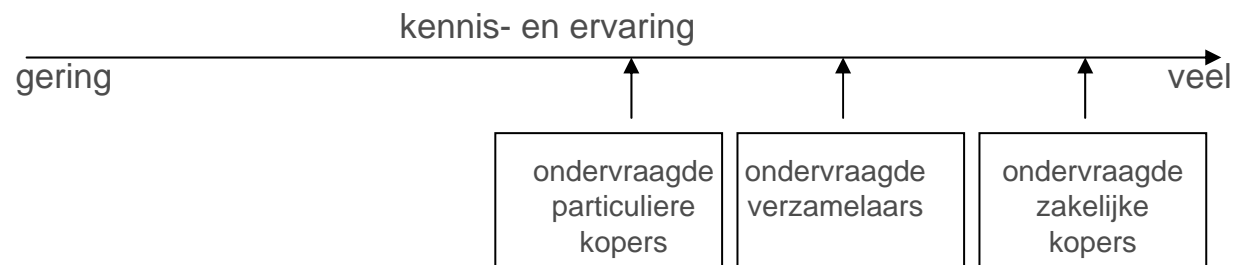 kennis- en ervaring
gering
veel
ondervraagde
particuliere
kopers
ondervraagde
verzamelaars
ondervraagde
zakelijke
kopers